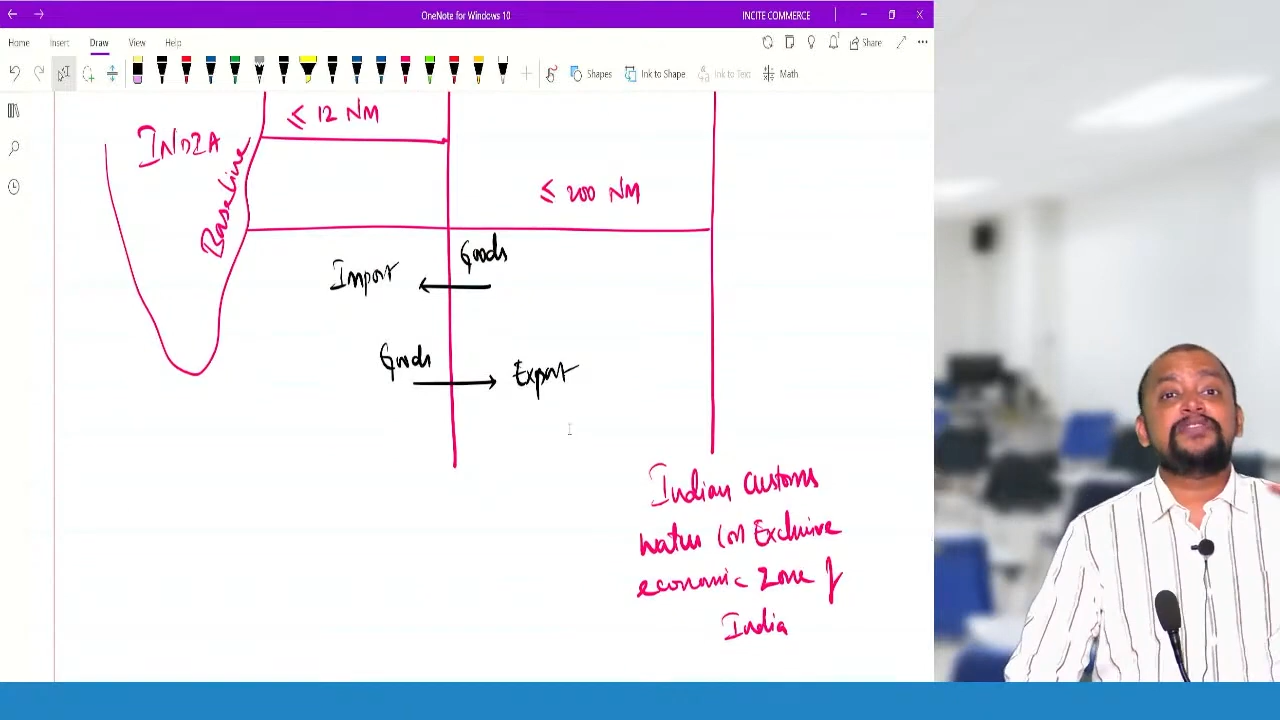 OneNote for Windows 10
INCITE COMMERCE
Home Insert Draw View Help
Share
Shapes
Ink to Shape
Ink to Text
Math
≤ 12 NM
INDIA
Baseline
≤ 200 NM
Goods
Import
Goods
Export
Indian Customs
waters (or Exclusive
economic Zone of
India